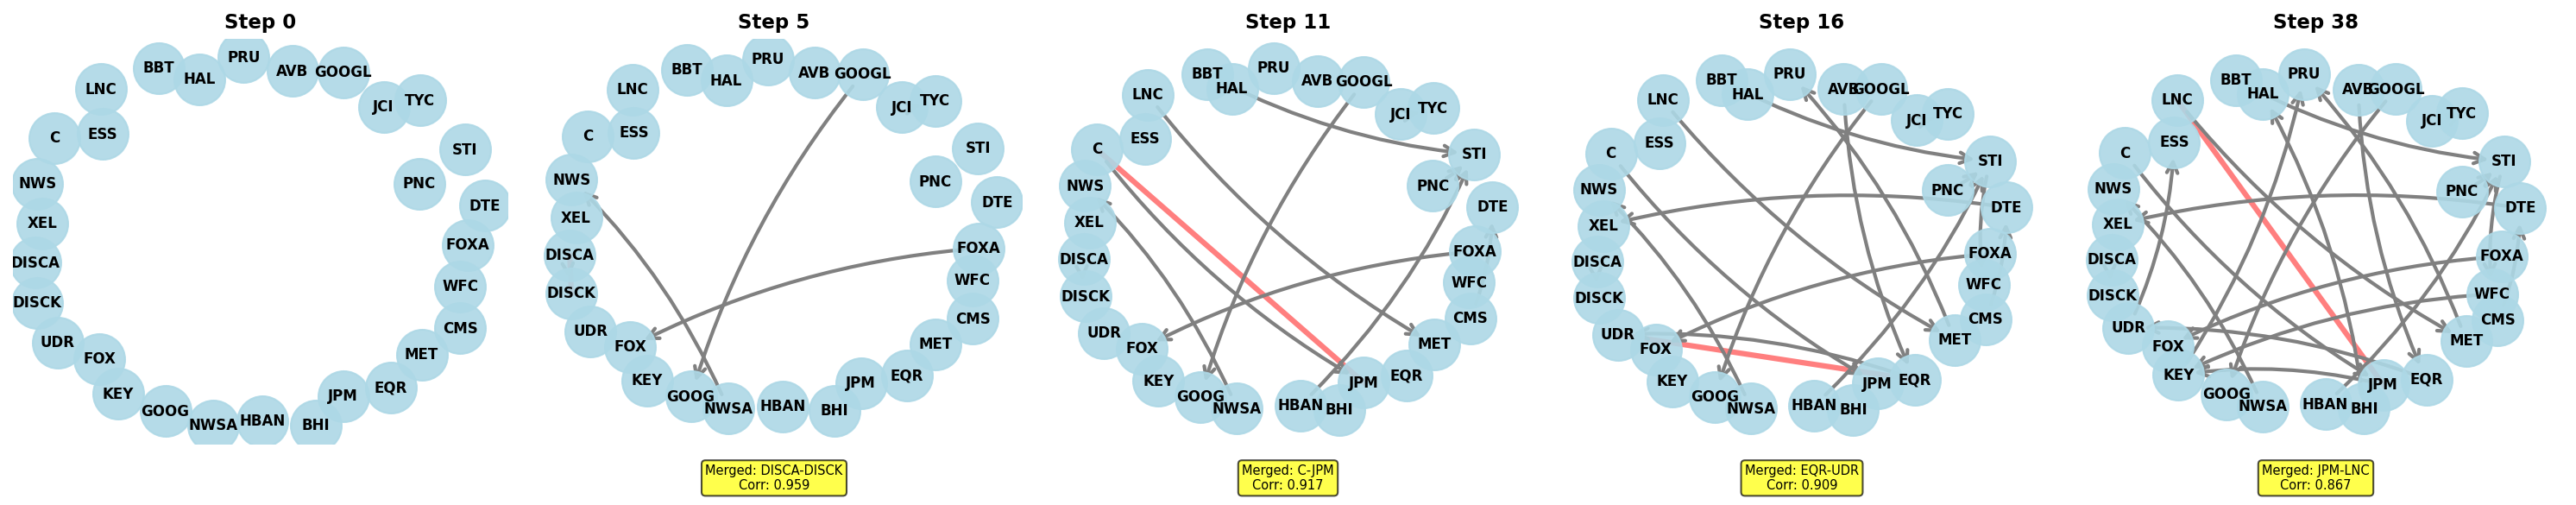 Step 0
BBT
HAL
PRU
AVB
GOOGL
JCI
TYC
LNC
ESS
C
STI
PNC
NWS
DTE
XEL
FOXA
DISCA
WFC
DISCK
CMS
UDR
FOX
MET
KEY
EQR
JPM
GOOG
NWSA
HBAN
BHI
Step 5
BBT
HAL
PRU
AVB
GOOGL
JCI
TYC
LNC
ESS
C
STI
PNC
NWS
DTE
XEL
FOXA
DISCA
WFC
DISCK
CMS
UDR
FOX
MET
KEY
EQR
JPM
GOOG
NWSA
HBAN
BHI
Merged: DISCA-DISCK
Corr: 0.959
Step 11
BBT
HAL
PRU
AVB
GOOGL
JCI
TYC
LNC
ESS
C
STI
PNC
NWS
DTE
XEL
FOXA
DISCA
WFC
DISCK
CMS
UDR
FOX
MET
KEY
EQR
JPM
GOOG
NWSA
HBAN
BHI
Merged: C-JPM
Corr: 0.917
Step 16
BBT
HAL
PRU
AVB
GOOGL
JCI
TYC
LNC
ESS
C
STI
PNC
NWS
DTE
XEL
FOXA
DISCA
WFC
DISCK
CMS
UDR
FOX
MET
KEY
EQR
JPM
GOOG
NWSA
HBAN
BHI
Merged: EQR-UDR
Corr: 0.909
Step 38
BBT
HAL
PRU
AVB
GOOGL
JCI
TYC
LNC
ESS
C
STI
PNC
NWS
DTE
XEL
FOXA
DISCA
WFC
DISCK
CMS
UDR
FOX
MET
KEY
EQR
JPM
GOOG
NWSA
HBAN
BHI
Merged: JPM-LNC
Corr: 0.867